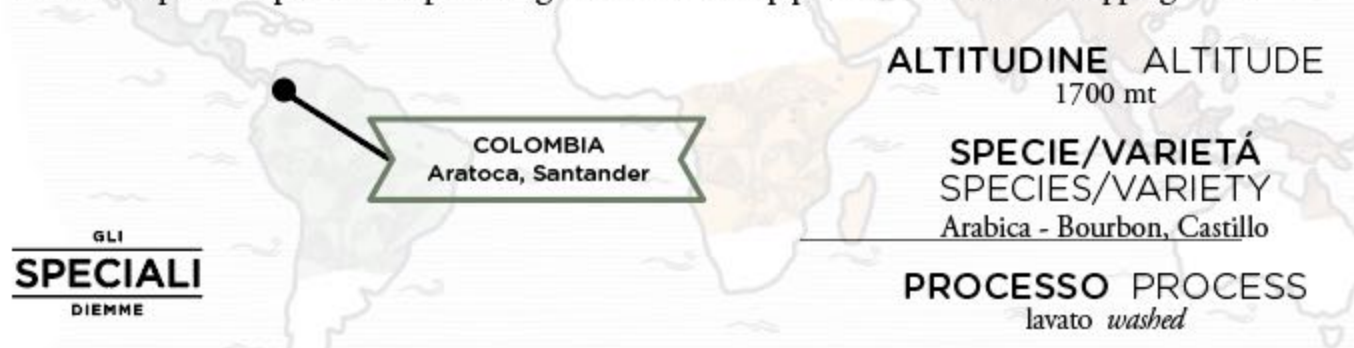 COLOMBIA
Aratoca, Santander
GLI
SPECIALI
DIEMME
ALTITUDINE ALTITUDE
1700 mt
SPECIE/VARIETÁ
SPECIES/VARIETY
Arabica - Bourbon, Castillo
PROCESSO PROCESS
lavato washed